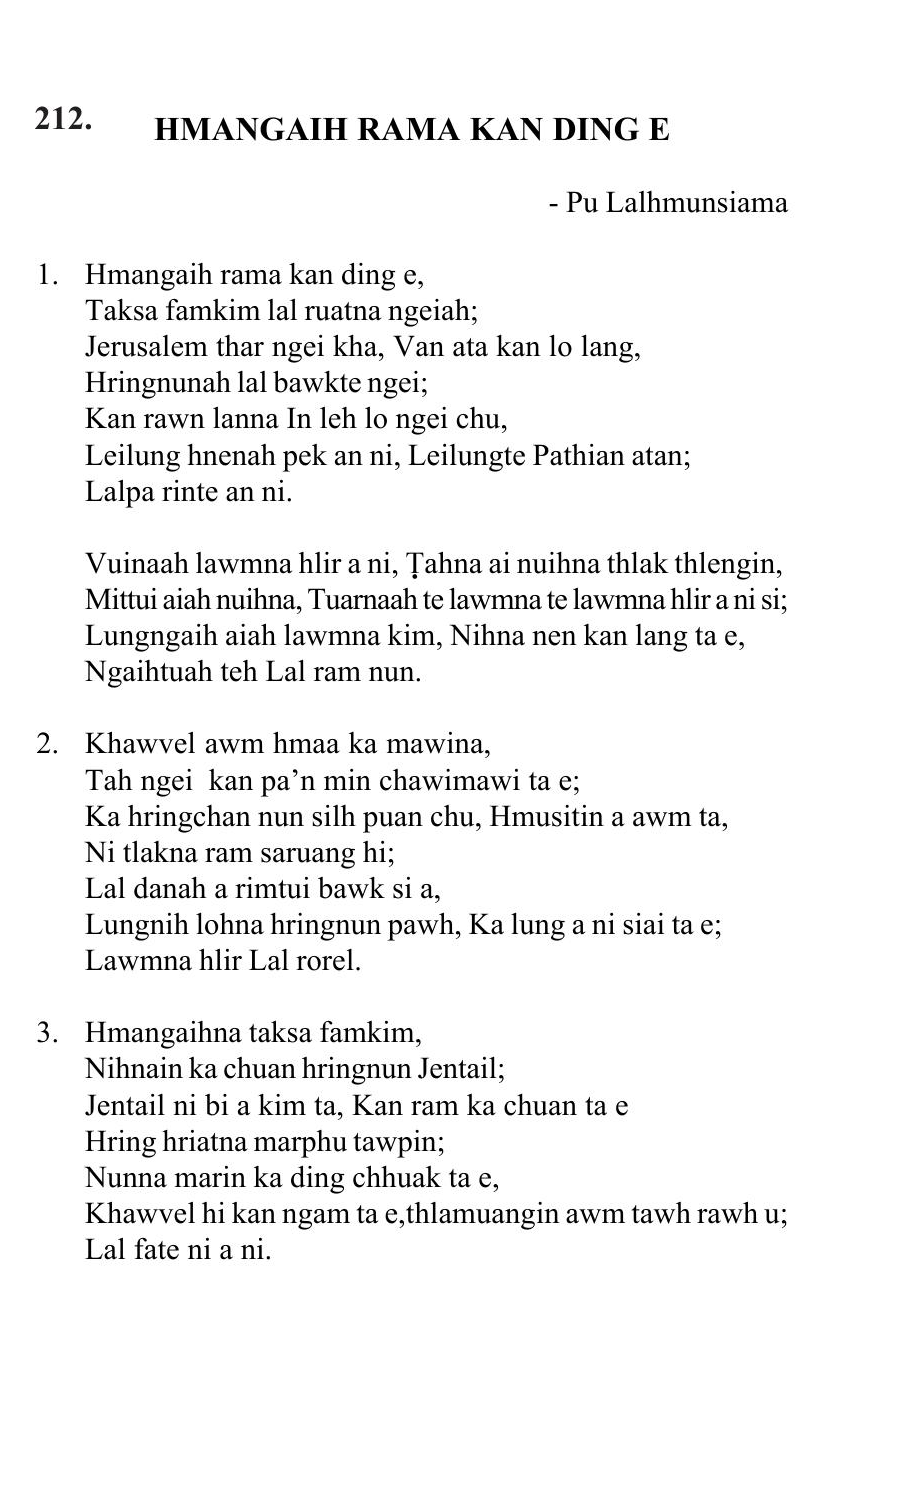 212.
HMANGAIH RAMA KAN DING E
- Pu Lalhmunsiama
1. Hmangaih rama kan ding e,
Taksa famkim lal ruatna ngeiah;
Jerusalem thar ngei kha, Van ata kan lo lang,
Hringnunah lal bawkte ngei;
Kan rawn lanna In leh lo ngei chu,
Leilung hnenah pek an ni, Leilungte Pathian atan;
Lalpa rinte an ni.
Vuinaah lawmna hlir a ni, Ṭahna ai nuihna thlak thlengin,
Mittui aiah nuihna, Tuarnaah te lawmna te lawmna hlir a ni si;
Lungngaih aiah lawmna kim, Nihna nen kan lang ta e,
Ngaihtuah teh Lal ram nun.
2. Khawvel awm hmaa ka mawina,
Tah ngei kan pa’n min chawimawi ta e;
Ka hringchan nun silh puan chu, Hmusitin a awm ta,
Ni tlakna ram saruang hi;
Lal danah a rimtui bawk si a,
Lungnih lohna hringnun pawh, Ka lung a ni siai ta e;
Lawmna hlir Lal rorel.
3. Hmangaihna taksa famkim,
Nihnain ka chuan hringnun Jentail;
Jentail ni bi a kim ta, Kan ram ka chuan ta e
Hring hriatna marphu tawpin;
Nunna marin ka ding chhuak ta e,
Khawvel hi kan ngam ta e,thlamuangin awm tawh rawh u;
Lal fate ni a ni.